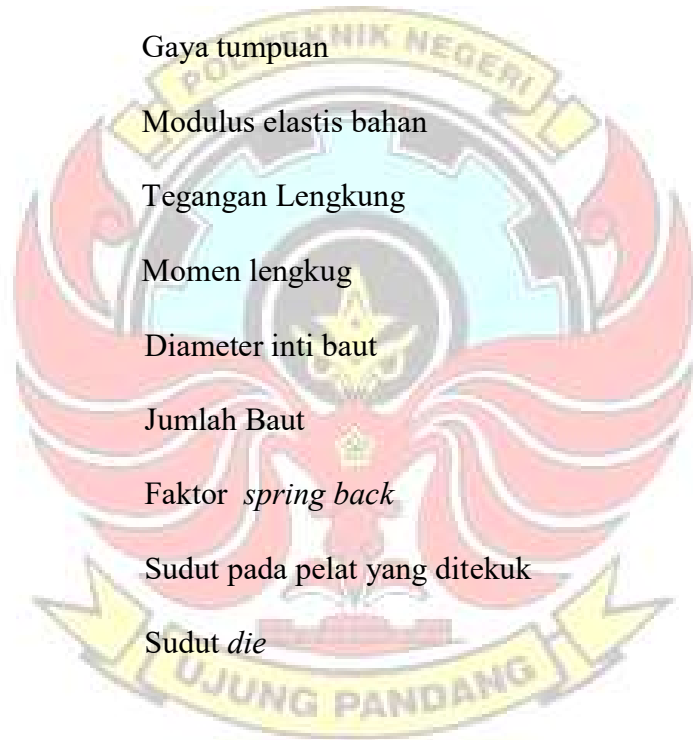 POLITEKNIK NEGERI
Gaya tumpuan
Modulus elastis bahan
Tegangan Lengkung
Momen lengkug
Diameter inti baut
Jumlah Baut
Faktor spring back
Sudut pada pelat yang ditekuk
Sudut die
UJUNG PANDANG